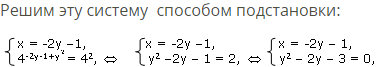 Решим эту систему способом подстановки:
{x = -2y -1, {x = -2y -1, {x = -2y − 1,
4^{-2y-1+y²} = 4², ⇔ y² -2y - 1 = 2, ⇔ y² − 2y − 3 = 0,